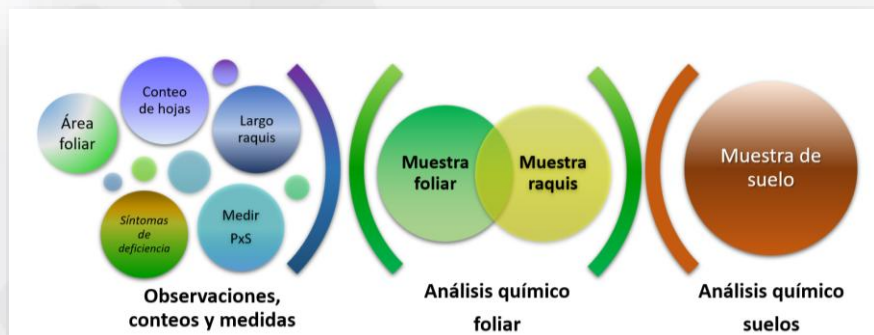 Área
foliar
Conteo
de hojas
Largo
raquis
Síntomas
de
deficiencia
Medir
PxS
Observaciones,
conteos y medidas
Muestra
foliar
Muestra
raquis
Análisis químico
foliar
Muestra de
suelo
Análisis químico
suelos